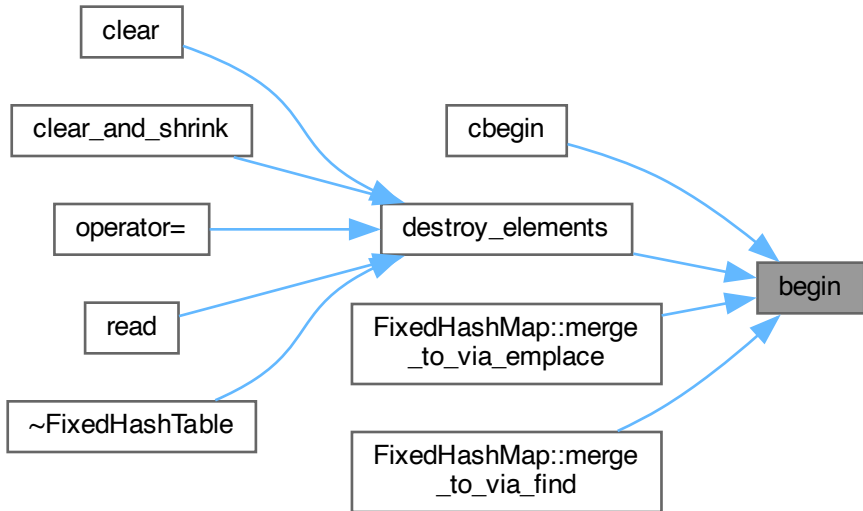 clear
clear_and_shrink
operator=
read
~FixedHashTable
cbegin
destroy_elements
FixedHashMap::merge
_to_via_emplace
FixedHashMap::merge
_to_via_find
begin